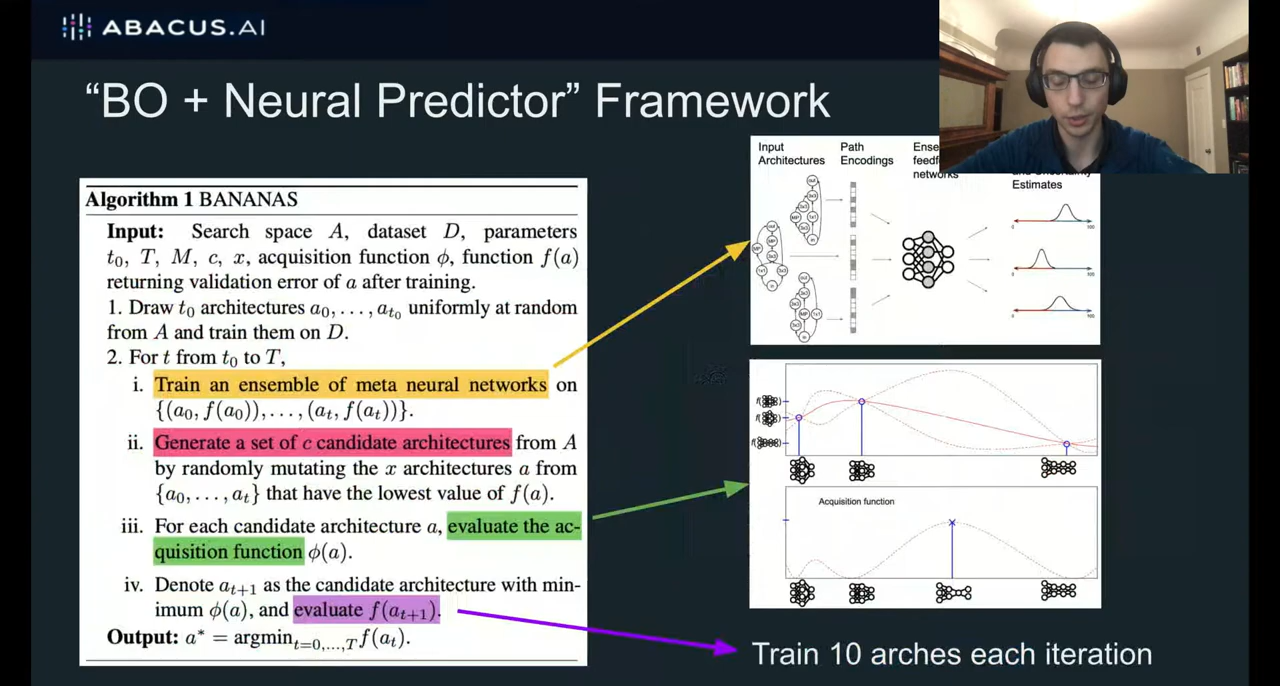 ABACUS.AI
“BO + Neural Predictor” Framework
Algorithm 1 BANANAS
Input: Search space A, dataset D, parameters
t₀, T, M, c, x, acquisition function ϕ, function f(a)
returning validation error of a after training.
1. Draw t₀ architectures a₀, . . . , aₜ₀ uniformly at random
from A and train them on D.
2. For t from t₀ to T,
i. Train an ensemble of meta neural networks on
{(a₀, f(a₀)), . . . , (aₜ, f(aₜ))}.
ii. Generate a set of c candidate architectures from A
by randomly mutating the x architectures a from
{a₀, . . . , aₜ} that have the lowest value of f(a).
iii. For each candidate architecture a, evaluate the ac-
quisition function ϕ(a).
iv. Denote aₜ₊₁ as the candidate architecture with min-
imum ϕ(a), and evaluate f(aₜ₊₁).
Output: a* = argminₜ₌₀,...,T f(aₜ).
Input
Architectures
Path
Encodings
networks
Estimates
Acquisition function
Train 10 arches each iteration